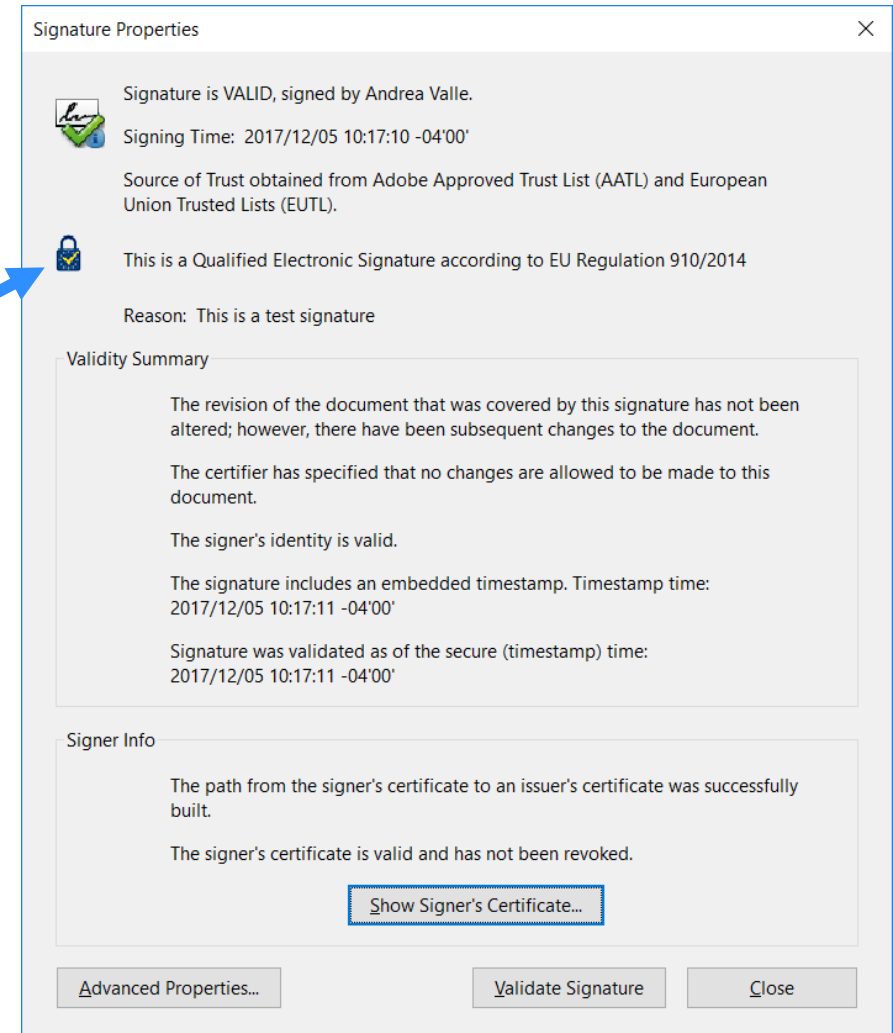 Signature Properties
Signature is VALID, signed by Andrea Valle.
Signing Time:  2017/12/05 10:17:10 -04'00'
Source of Trust obtained from Adobe Approved Trust List (AATL) and European
Union Trusted Lists (EUTL).
This is a Qualified Electronic Signature according to EU Regulation 910/2014
Reason:  This is a test signature
Validity Summary
The revision of the document that was covered by this signature has not been
altered; however, there have been subsequent changes to the document.
The certifier has specified that no changes are allowed to be made to this
document.
The signer's identity is valid.
The signature includes an embedded timestamp. Timestamp time:
2017/12/05 10:17:11 -04'00'
Signature was validated as of the secure (timestamp) time:
2017/12/05 10:17:11 -04'00'
Signer Info
The path from the signer's certificate to an issuer's certificate was successfully
built.
The signer's certificate is valid and has not been revoked.
Show Signer's Certificate...
Advanced Properties... Validate Signature Close